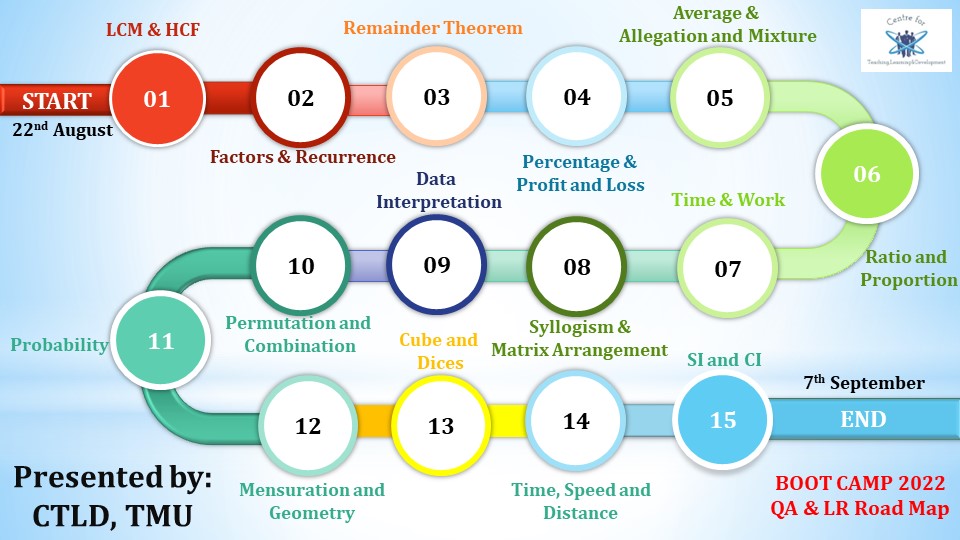 LCM & HCF
START
22nd August
01
02
Factors & Recurrence
Remainder Theorem
03
04
Percentage &
Profit and Loss
Average &
Allegation and Mixture
05
Centre for
Teaching,Learning&Development
06
Ratio and
Proportion
Time & Work
07
08
Syllogism &
Matrix Arrangement
Data
Interpretation
09
10
Permutation and
Combination
Probability
11
12
Mensuration and
Geometry
Cube and
Dices
13
14
Time, Speed and
Distance
SI and CI
15
7th September
END
Presented by:
CTLD, TMU
BOOT CAMP 2022
QA & LR Road Map